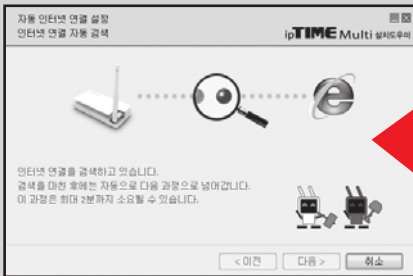 자동 인터넷 연결 설정
인터넷 연결 자동 검색
ipTIME Multi 설치도우미
인터넷 연결을 검색하고 있습니다.
검색을 마친 후에는 자동으로 다음 과정으로 넘어갑니다.
이 과정은 최대 2분까지 소요될 수 있습니다.
< 이전
다음 >
취소